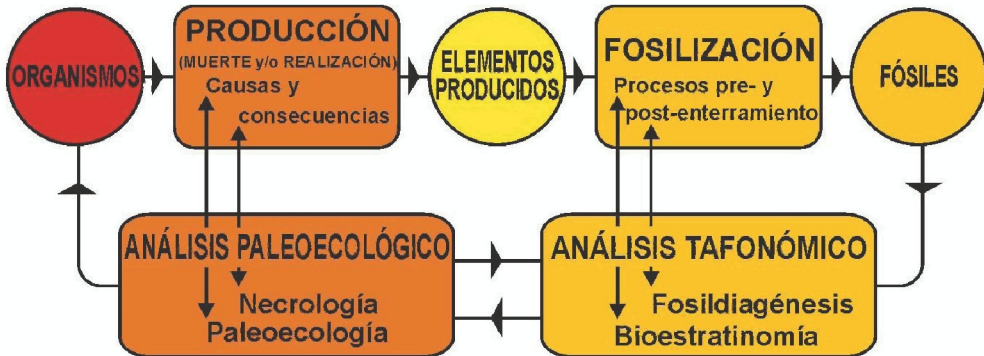 ORGANISMOS
PRODUCCIÓN
(MUERTE y/o REALIZACIÓN)
Causas y
consecuencias
ELEMENTOS
PRODUCIDOS
FOSILIZACIÓN
Procesos pre- y
post-enterramiento
FÓSILES
ANÁLISIS PALEOECOLÓGICO
Necrología
Paleoecología
ANÁLISIS TAFONÓMICO
Fosildiagénesis
Bioestratinomía